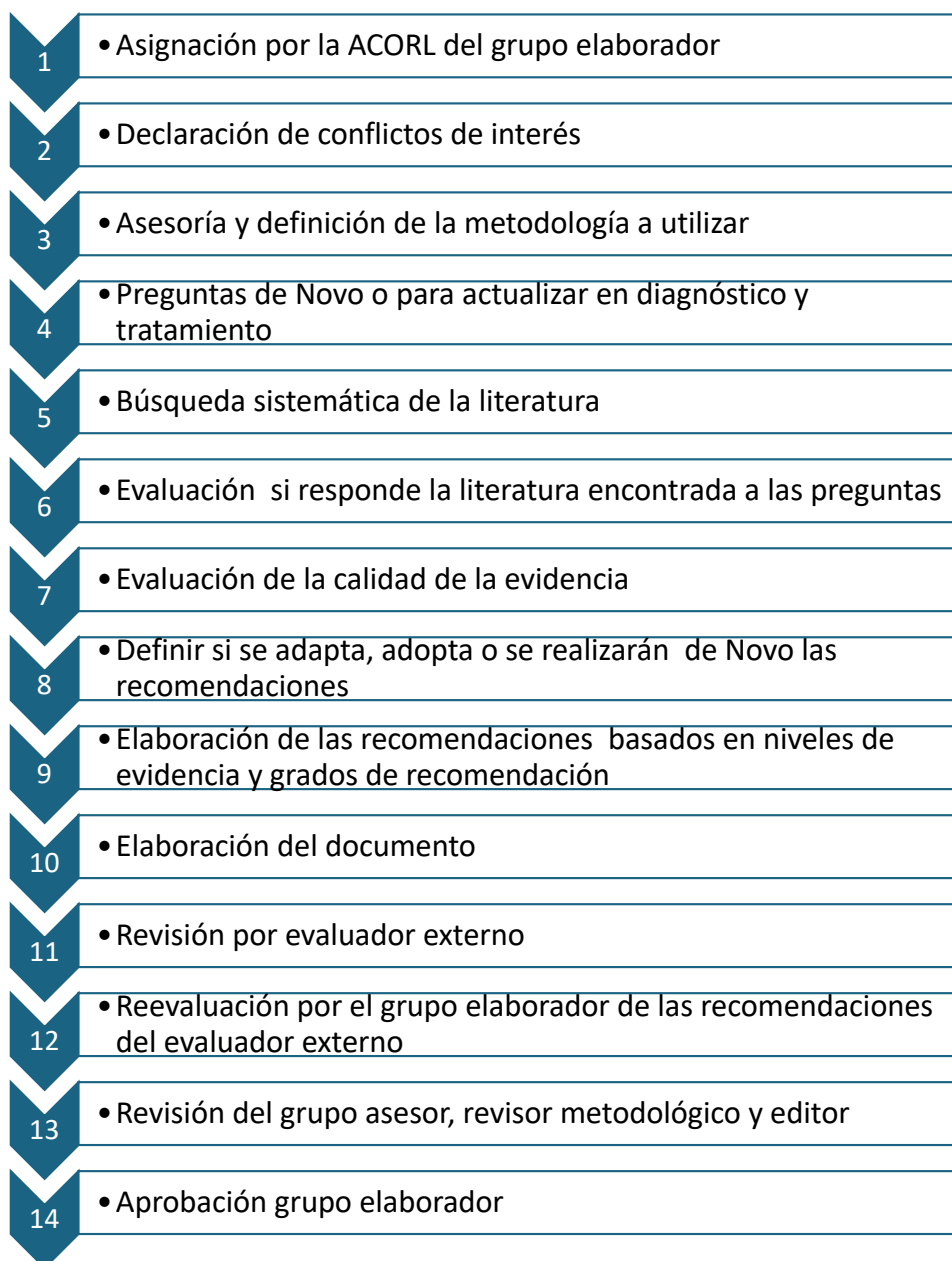 1
• Asignación por la ACORL del grupo elaborador
2
• Declaración de conflictos de interés
3
• Asesoría y definición de la metodología a utilizar
4
• Preguntas de Novo o para actualizar en diagnóstico y
tratamiento
5
• Búsqueda sistemática de la literatura
6
• Evaluación  si responde la literatura encontrada a las preguntas
7
• Evaluación de la calidad de la evidencia
8
• Definir si se adapta, adopta o se realizarán  de Novo las
recomendaciones
9
• Elaboración de las recomendaciones  basados en niveles de
evidencia y grados de recomendación
10
• Elaboración del documento
11
• Revisión por evaluador externo
12
• Reevaluación por el grupo elaborador de las recomendaciones
del evaluador externo
13
• Revisión del grupo asesor, revisor metodológico y editor
14
• Aprobación grupo elaborador